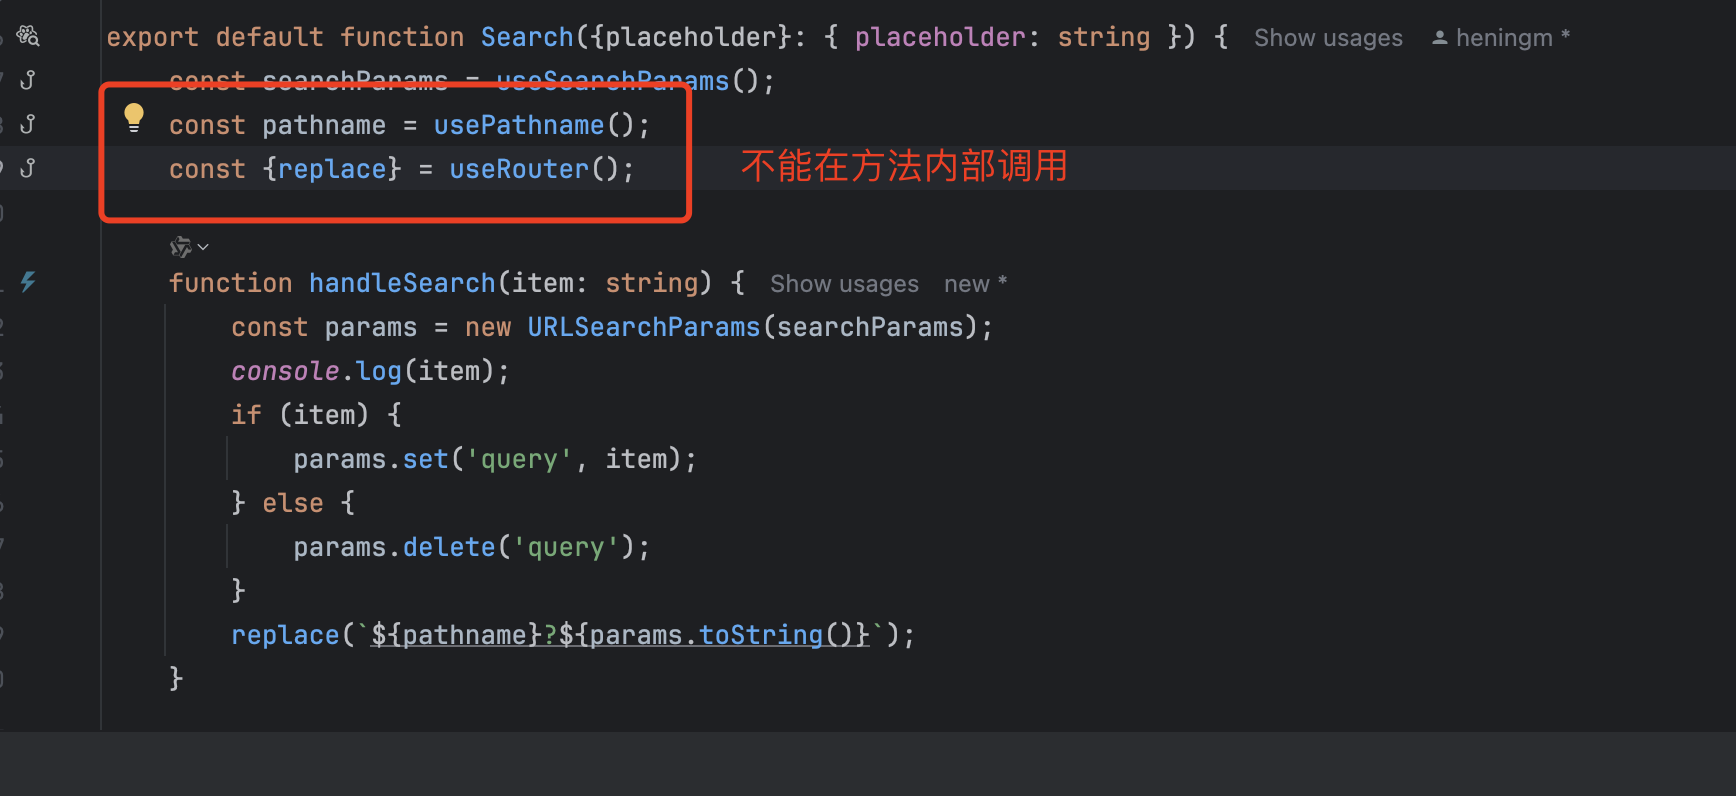 export default function Search({placeholder}: { placeholder: string }) { Show usages heningm *
const searchParams = useSearchParams();
const pathname = usePathname();
const {replace} = useRouter(); 不能在方法内部调用
function handleSearch(item: string) { Show usages new *
const params = new URLSearchParams(searchParams);
console.log(item);
if (item) {
params.set('query', item);
} else {
params.delete('query');
}
replace(`${pathname}?${params.toString()}`);
}